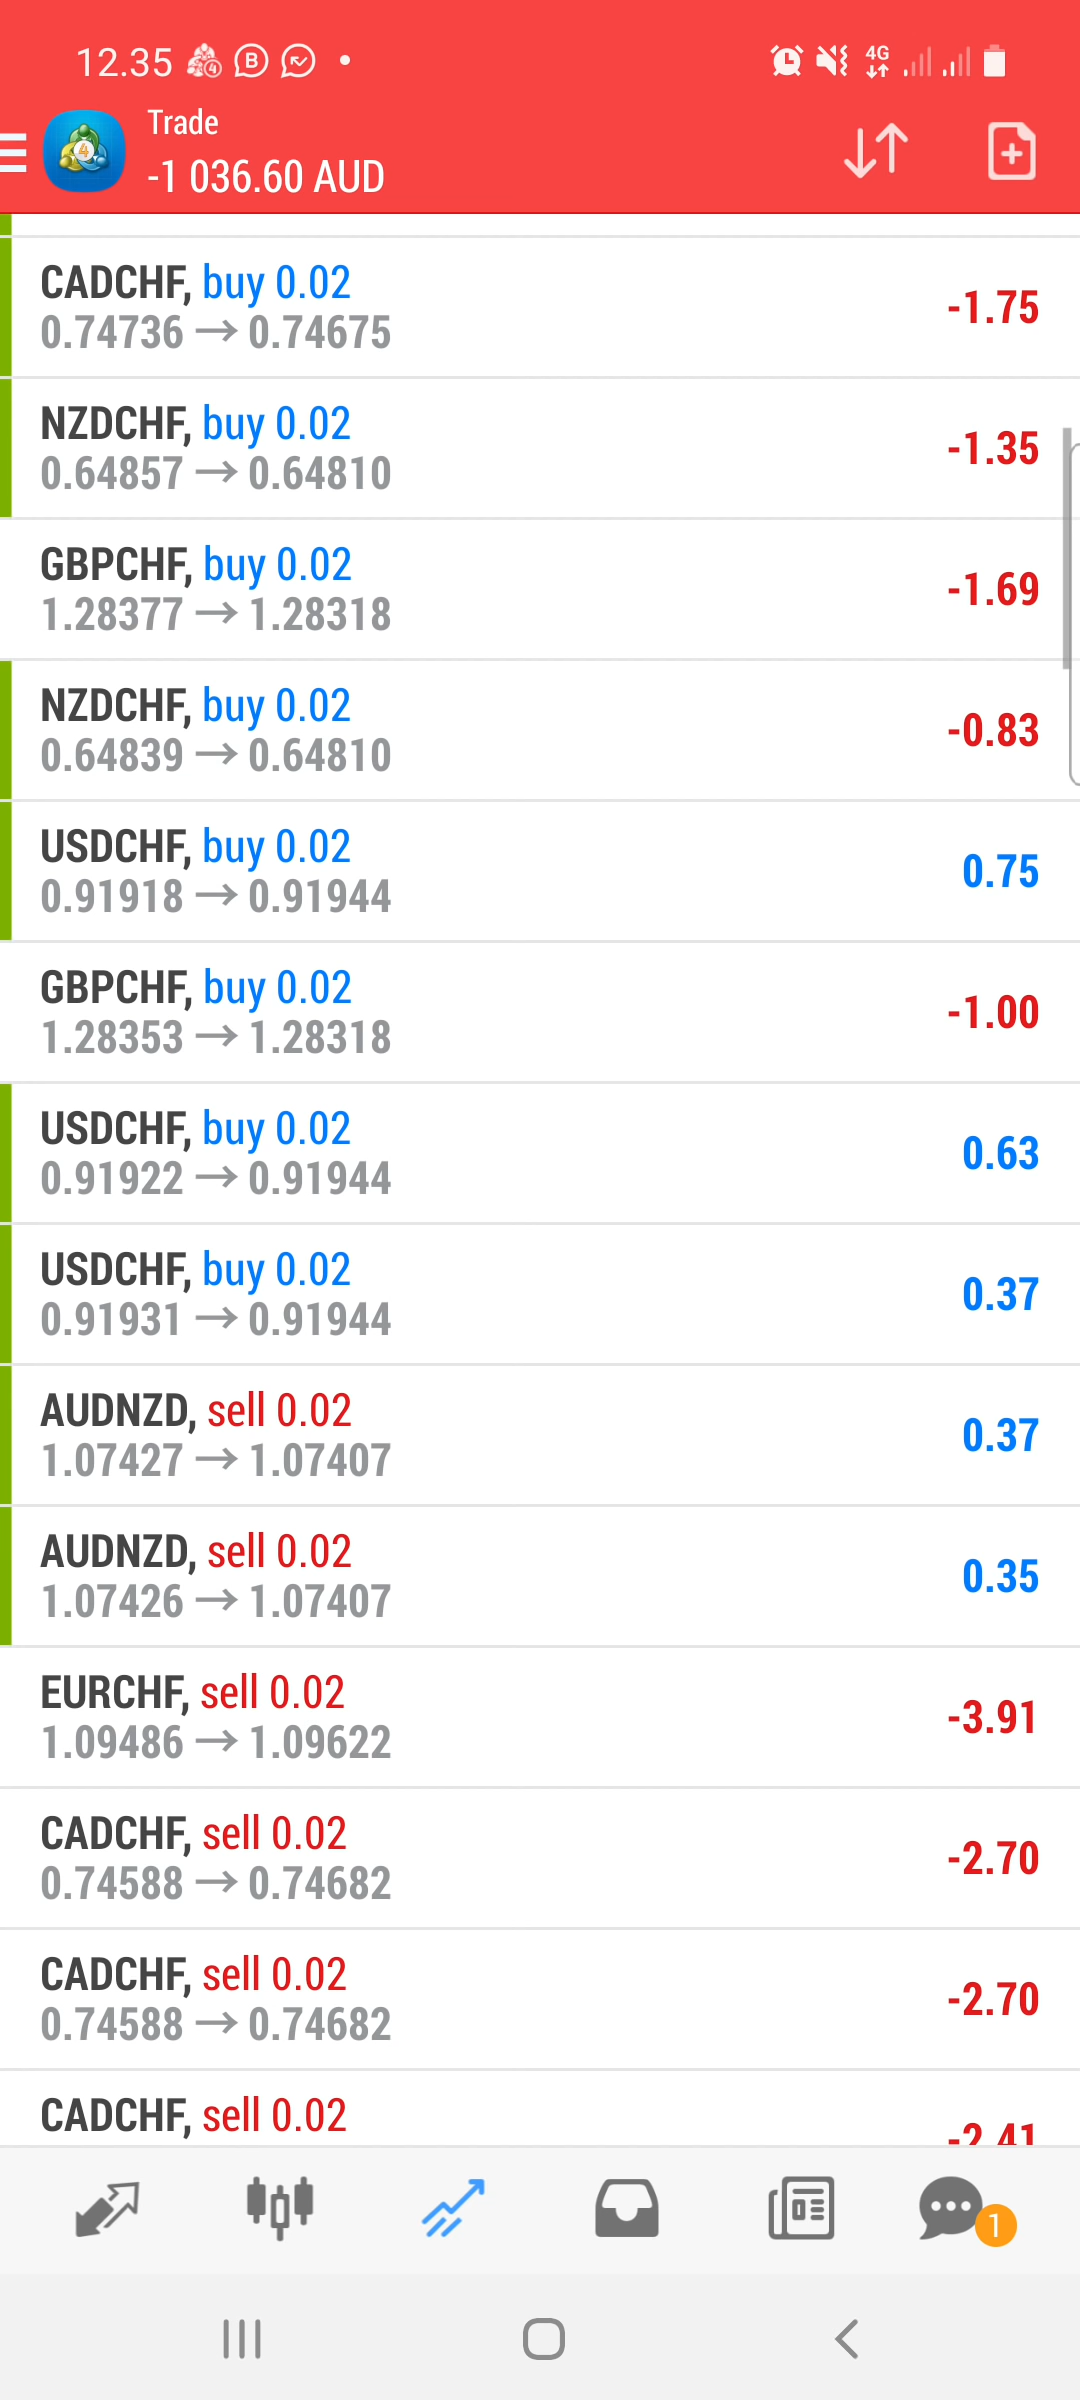 12.35
4G
Trade
-1 036.60 AUD
CADCHF, buy 0.02
0.74736 → 0.74675
-1.75
NZDCHF, buy 0.02
0.64857 → 0.64810
-1.35
GBPCHF, buy 0.02
1.28377 → 1.28318
-1.69
NZDCHF, buy 0.02
0.64839 → 0.64810
-0.83
USDCHF, buy 0.02
0.91918 → 0.91944
0.75
GBPCHF, buy 0.02
1.28353 → 1.28318
-1.00
USDCHF, buy 0.02
0.91922 → 0.91944
0.63
USDCHF, buy 0.02
0.91931 → 0.91944
0.37
AUDNZD, sell 0.02
1.07427 → 1.07407
0.37
AUDNZD, sell 0.02
1.07426 → 1.07407
0.35
EURCHF, sell 0.02
1.09486 → 1.09622
-3.91
CADCHF, sell 0.02
0.74588 → 0.74682
-2.70
CADCHF, sell 0.02
0.74588 → 0.74682
-2.70
CADCHF, sell 0.02
-2.41
1